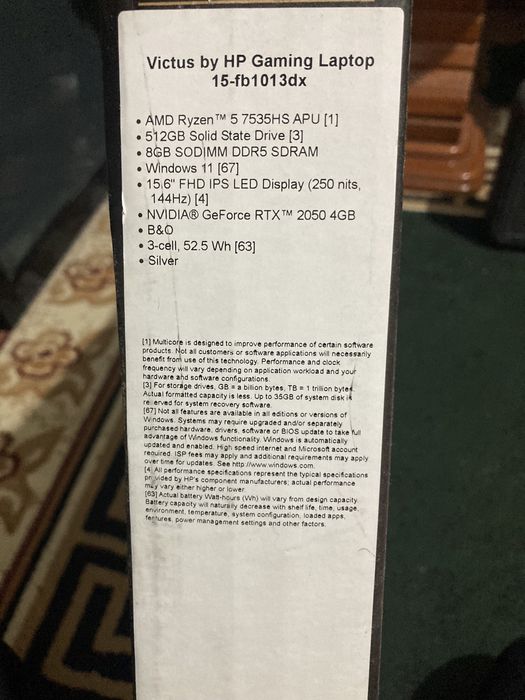 Victus by HP Gaming Laptop
15-fb1013dx
• AMD Ryzen™ 5 7535HS APU [1]
• 512GB Solid State Drive [3]
• 8GB SODIMM DDR5 SDRAM
• Windows 11 [67]
• 15.6" FHD IPS LED Display (250 nits,
144Hz) [4]
• NVIDIA® GeForce RTX™ 2050 4GB
• B&O
• 3-cell, 52.5 Wh [63]
• Silver
[1] Multicore is designed to improve performance of certain software
products. Not all customers or software applications will necessarily
benefit from use of this technology. Performance and clock
frequency will vary depending on application workload and your
hardware and software configurations.
[3] For storage drives, GB = a billion bytes, TB = 1 trillion bytes.
Actual formatted capacity is less. Up to 35GB of system disk is
reserved for system recovery software.
[67] Not all features are available in all editions or versions of
Windows. Systems may require upgraded and/or separately
purchased hardware, drivers, software or BIOS update to take full
advantage of Windows functionality. Windows is automatically
updated and enabled. High speed internet and Microsoft account
required. ISP fees may apply and additional requirements may apply
over time for updates. See http://www.windows.com.
[4] All performance specifications represent the typical specifications
provided by HP's component manufacturers; actual performance
may vary either higher or lower.
[63] Actual battery Watt-hours (Wh) will vary from design capacity.
Battery capacity will naturally decrease with shelf life, time, usage,
environment, temperature, system configuration, loaded apps,
features, power management settings and other factors.